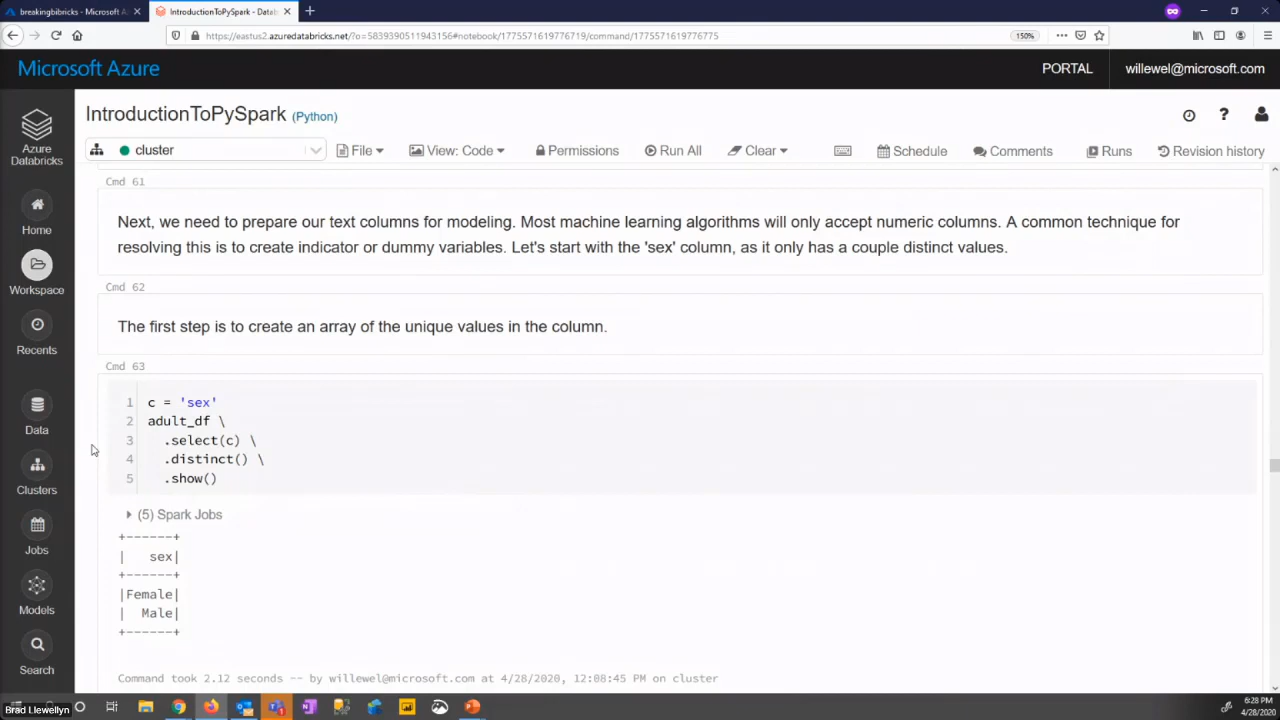 breakingbibricks - Microsoft A
IntroductionToPySpark - Datab
https://eastus2.azuredatabricks.net/?o=5839390511943156#notebook/1775571619776719/command/1775571619776775
150%
Microsoft Azure
PORTAL
willewel@microsoft.com
Azure
Databricks
Home
Workspace
Recents
Data
Clusters
Jobs
Models
Search
IntroductionToPySpark (Python)
cluster
File
View: Code
Permissions
Run All
Clear
Schedule
Comments
Runs
Revision history
Cmd 61
Next, we need to prepare our text columns for modeling. Most machine learning algorithms will only accept numeric columns. A common technique for
resolving this is to create indicator or dummy variables. Let's start with the 'sex' column, as it only has a couple distinct values.
Cmd 62
The first step is to create an array of the unique values in the column.
Cmd 63
1 c = 'sex'
2 adult_df \
3 .select(c) \
4 .distinct() \
5 .show()
(5) Spark Jobs
+------+
| sex|
+------+
|Female|
| Male|
+------+
Command took 2.12 seconds -- by willewel@microsoft.com at 4/28/2020, 12:08:45 PM on cluster
Brad Llewellyn
6:28 PM
4/28/2020